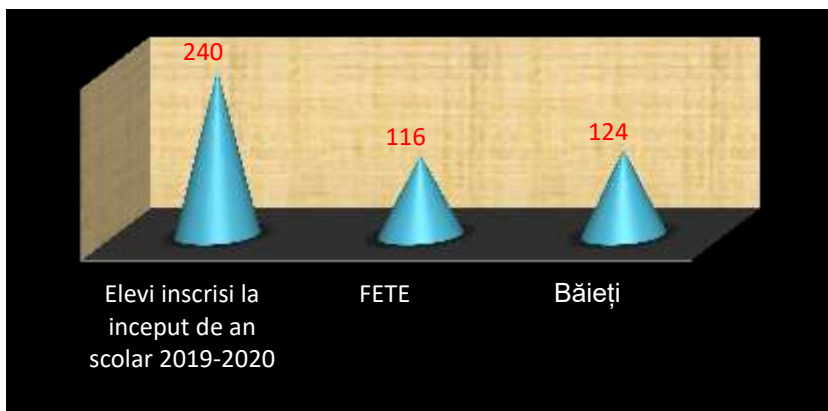 240
116
124
Elevi inscrisi la
inceput de an
scolar 2019-2020
FETE
Băieți